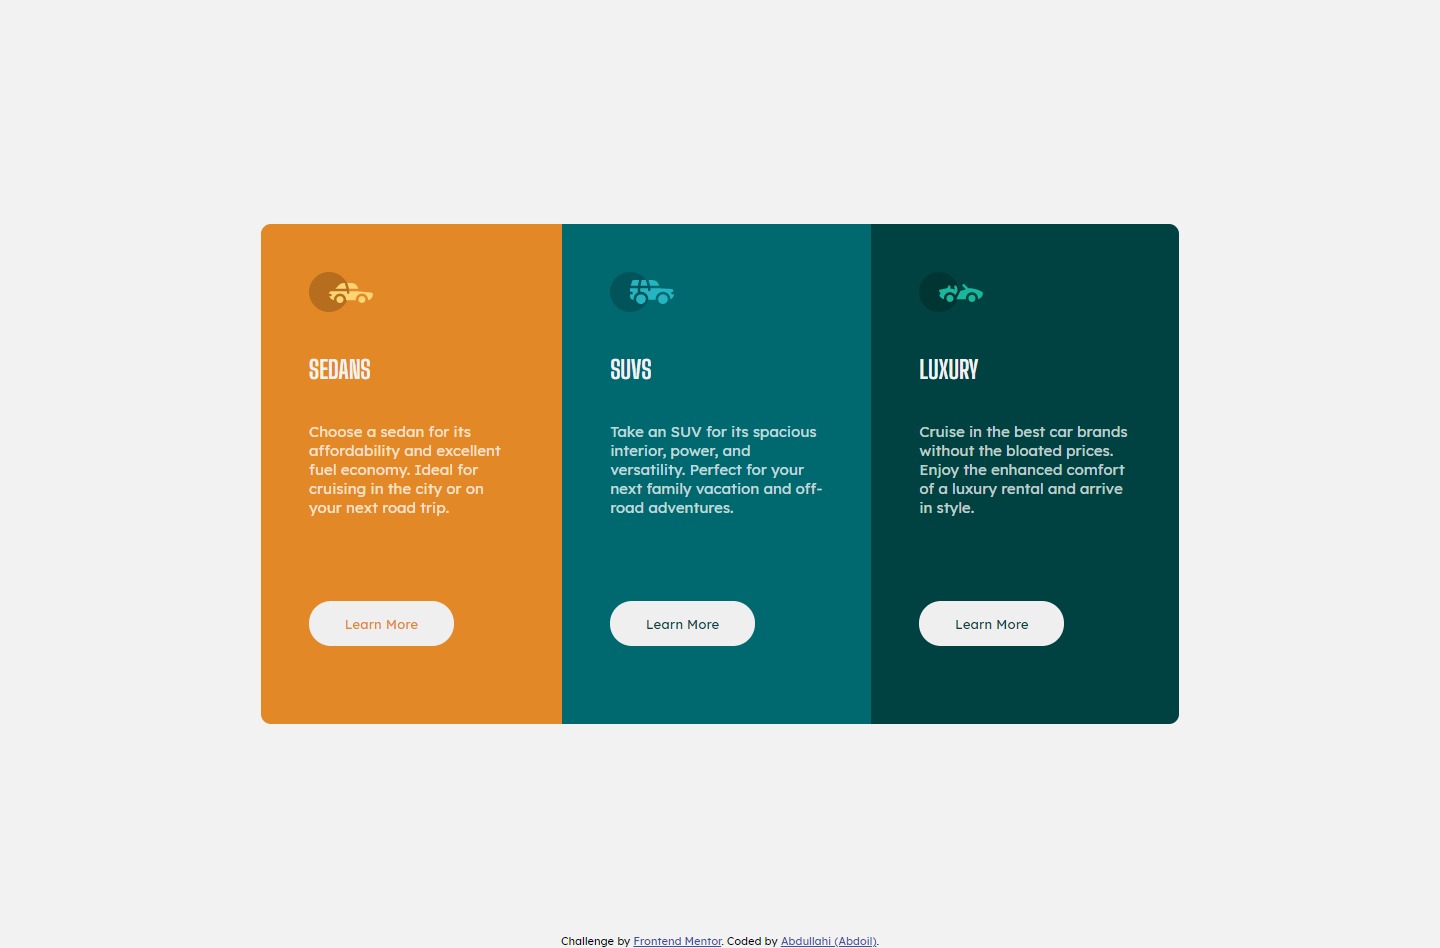 SEDANS
Choose a sedan for its
affordability and excellent
fuel economy. Ideal for
cruising in the city or on
your next road trip.
Learn More
SUVS
Take an SUV for its spacious
interior, power, and
versatility. Perfect for your
next family vacation and off-
road adventures.
Learn More
LUXURY
Cruise in the best car brands
without the bloated prices.
Enjoy the enhanced comfort
of a luxury rental and arrive
in style.
Learn More
Challenge by Frontend Mentor. Coded by Abdullahi (Abdoil).